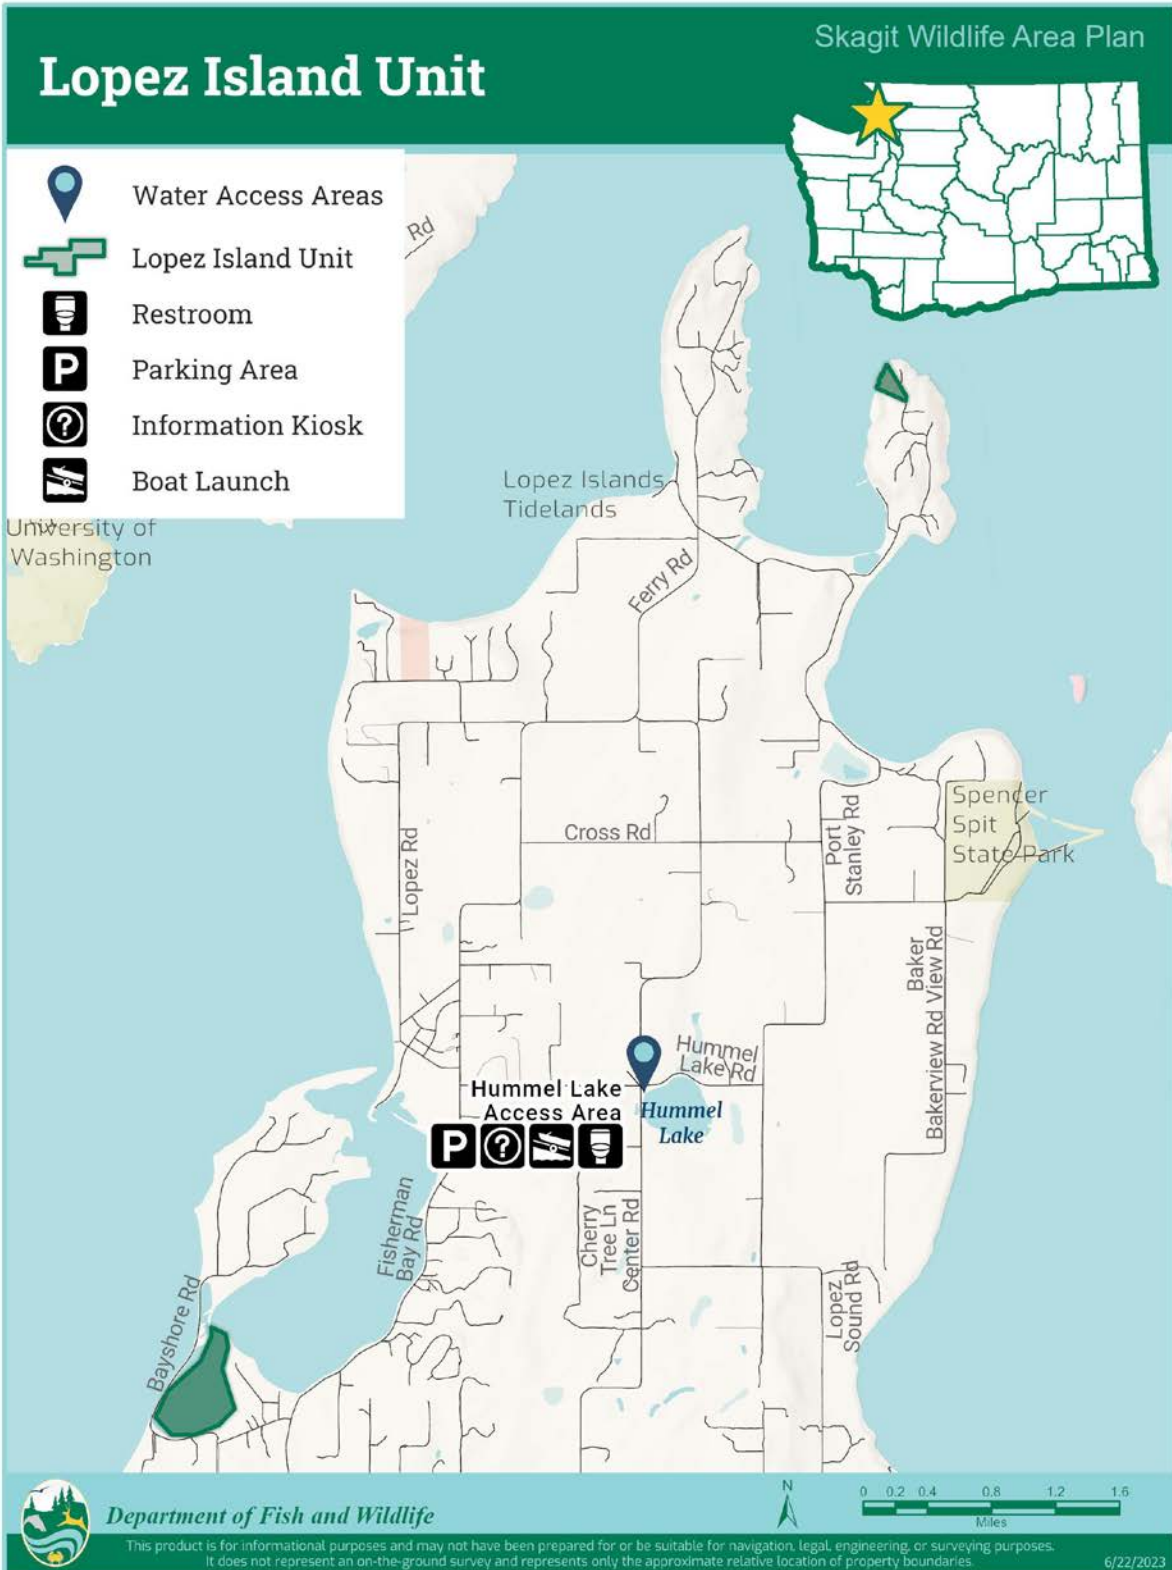 Skagit Wildlife Area Plan
Lopez Island Unit
Water Access Areas
Lopez Island Unit
Restroom
P
Parking Area
?
Information Kiosk
Boat Launch
Rd
Lopez Islands
Tidelands
University of
Washington
Ferry Rd
Spencer
Spit
State Park
Cross Rd
Port
Stanley Rd
Lopez Rd
Baker
View Rd
Bakerview Rd
Hummel
Lake Rd
Hummel Lake
Access Area
P
?
Hummel
Lake
Fisherman
Bay Rd
Cherry
Tree Ln
Center Rd
Bayshore Rd
Lopez
Sound Rd
Department of Fish and Wildlife
N
0 0.2 0.4 0.8 1.2 1.6
Miles
This product is for informational purposes and may not have been prepared for or be suitable for navigation, legal, engineering, or surveying purposes.
It does not represent an on-the-ground survey and represents only the approximate relative location of property boundaries.
6/22/2023